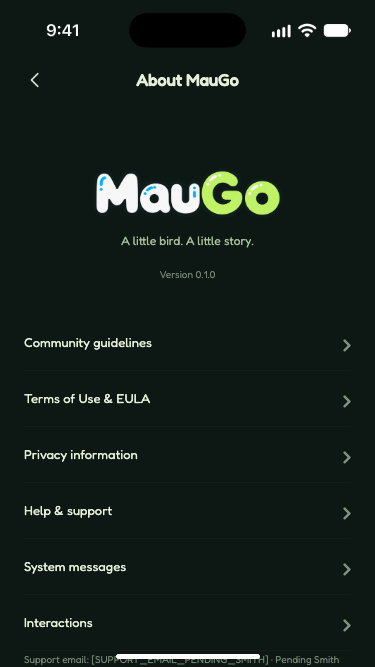 9:41
About MauGo
MauGo
A little bird. A little story.
Version 0.1.0
Community guidelines
Terms of Use & EULA
Privacy information
Help & support
System messages
Interactions
Support email: [SUPPORT_EMAIL_PENDING_SMITH] · Pending Smith